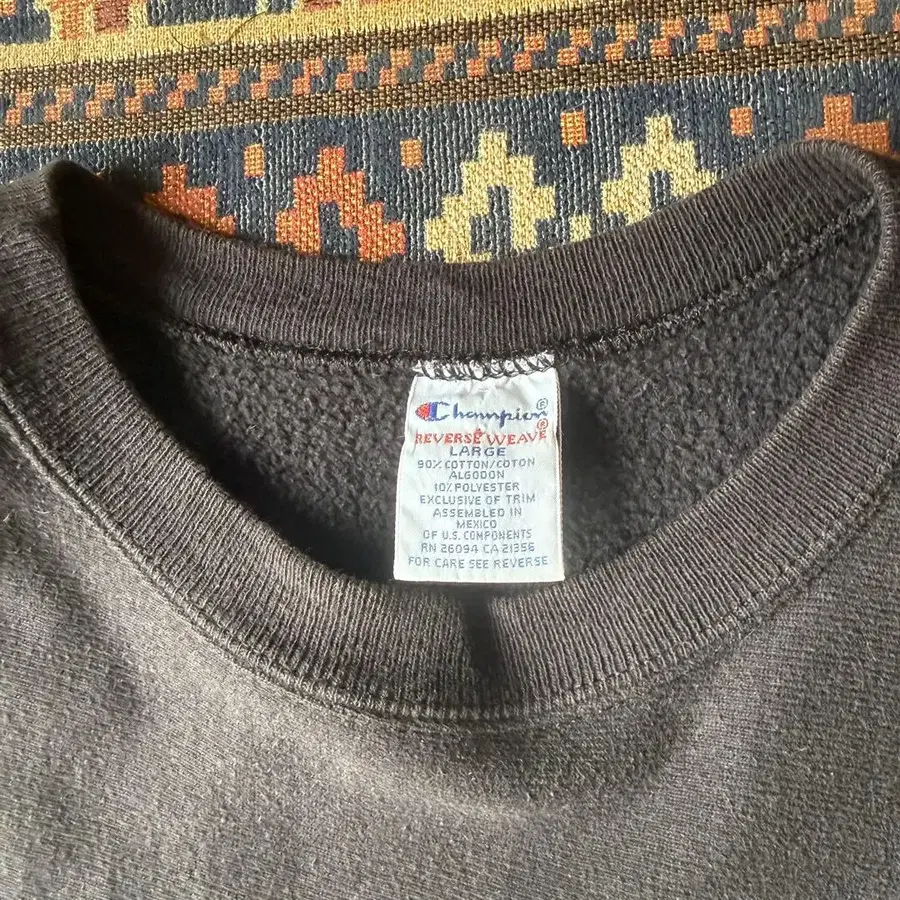 Champion®
REVERSE WEAVE®
LARGE
90% COTTON/COTON
ALGODON
10% POLYESTER
EXCLUSIVE OF TRIM
ASSEMBLED IN
MEXICO
OF U.S. COMPONENTS
RN 26094 CA 21356
FOR CARE SEE REVERSE